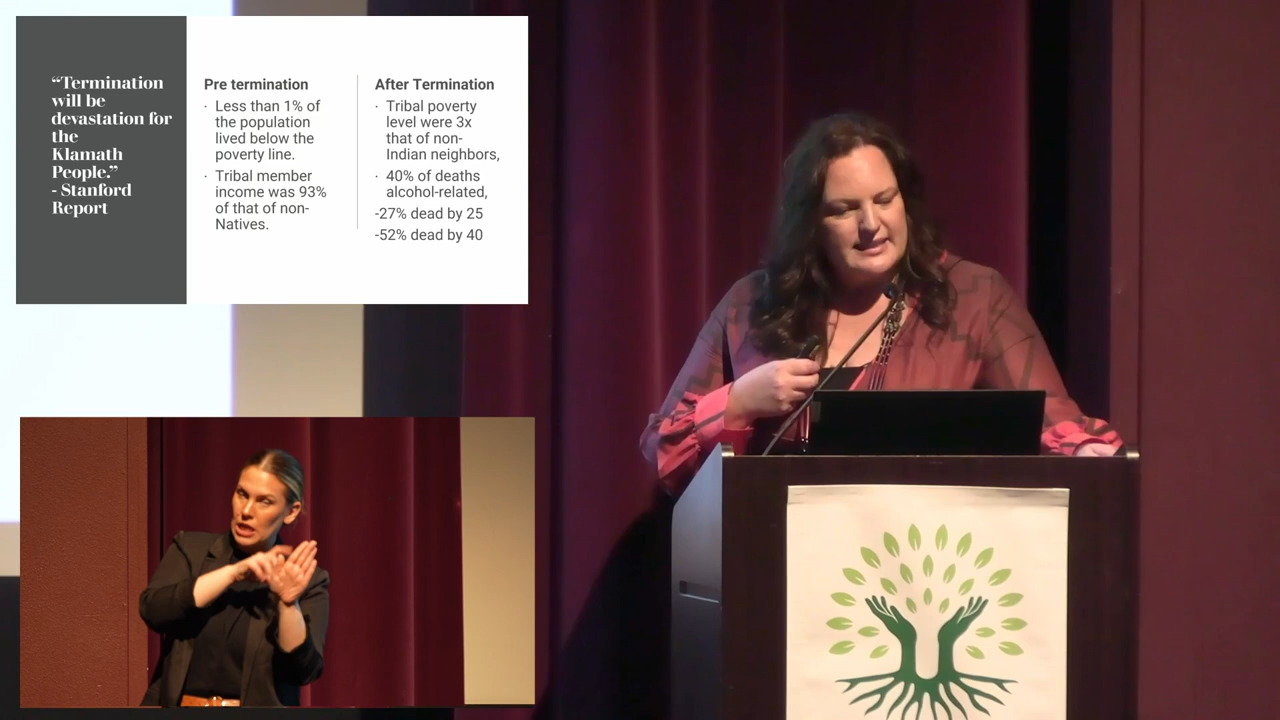 “Termination
will be
devastation for
the
Klamath
People.”
- Stanford
Report
Pre termination
· Less than 1% of
the population
lived below the
poverty line.
· Tribal member
income was 93%
of that of non-
Natives.
After Termination
· Tribal poverty
level were 3x
that of non-
Indian neighbors,
· 40% of deaths
alcohol-related,
-27% dead by 25
-52% dead by 40